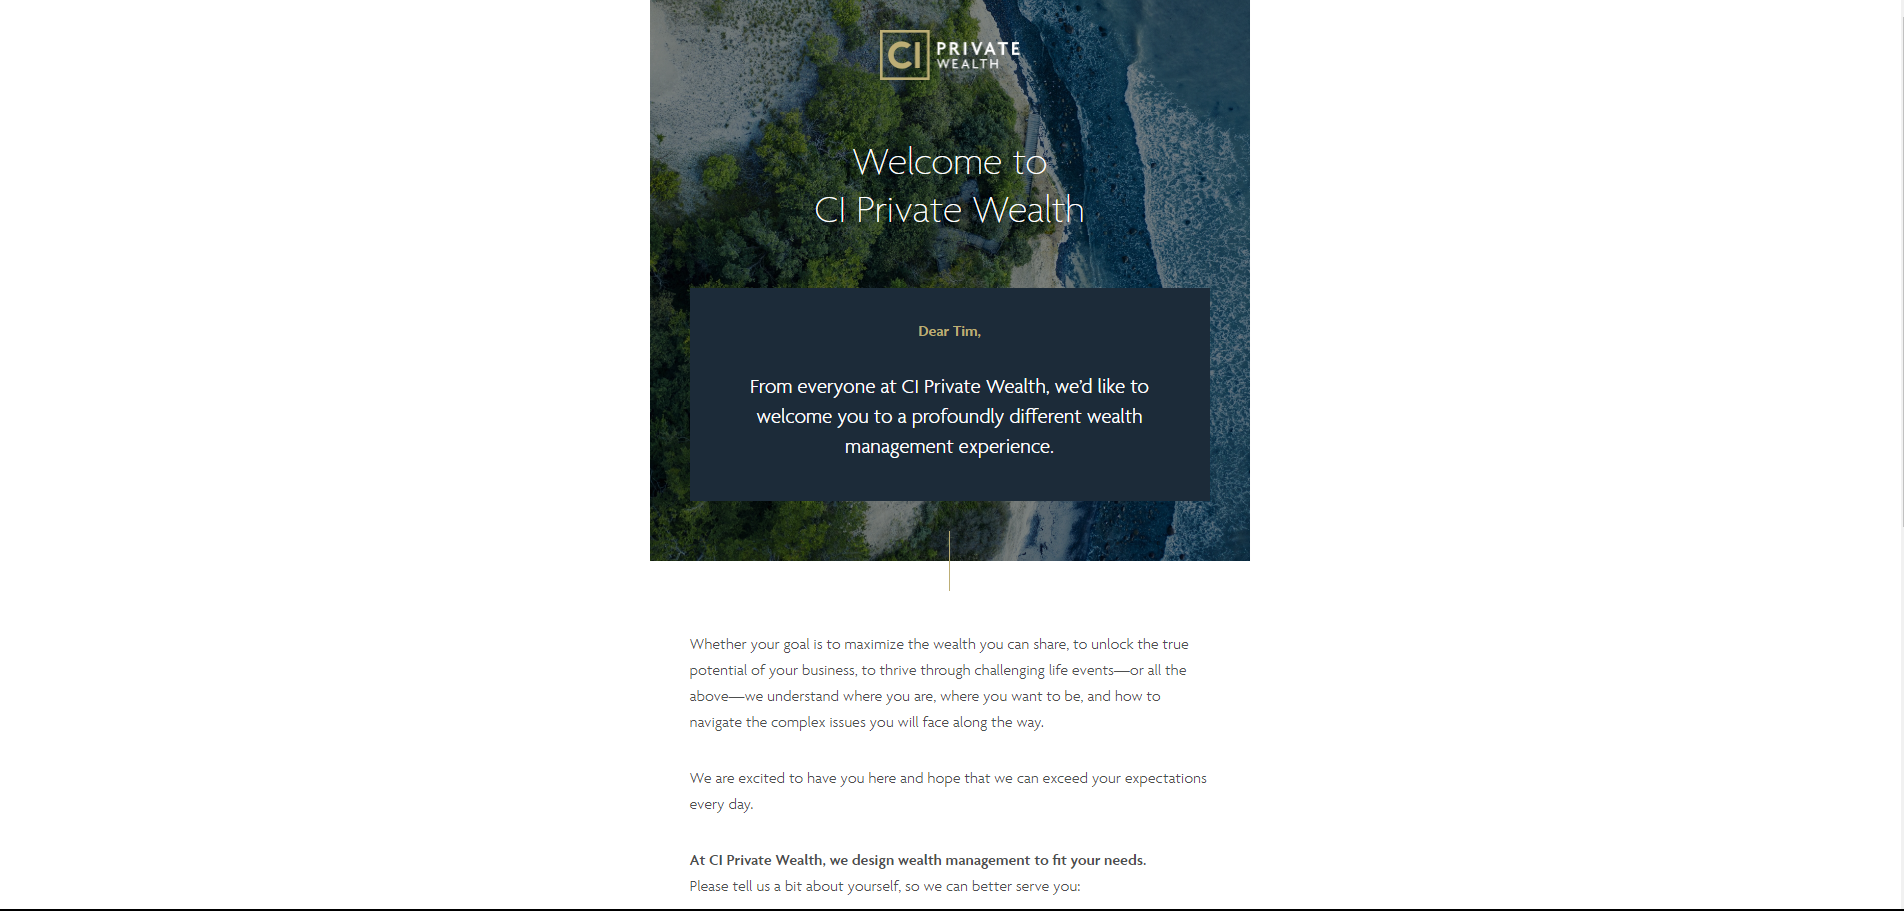 CI PRIVATE
WEALTH
Welcome to
CI Private Wealth
Dear Tim,
From everyone at CI Private Wealth, we’d like to
welcome you to a profoundly different wealth
management experience.
Whether your goal is to maximize the wealth you can share, to unlock the true
potential of your business, to thrive through challenging life events—or all the
above—we understand where you are, where you want to be, and how to
navigate the complex issues you will face along the way.
We are excited to have you here and hope that we can exceed your expectations
every day.
At CI Private Wealth, we design wealth management to fit your needs.
Please tell us a bit about yourself, so we can better serve you: